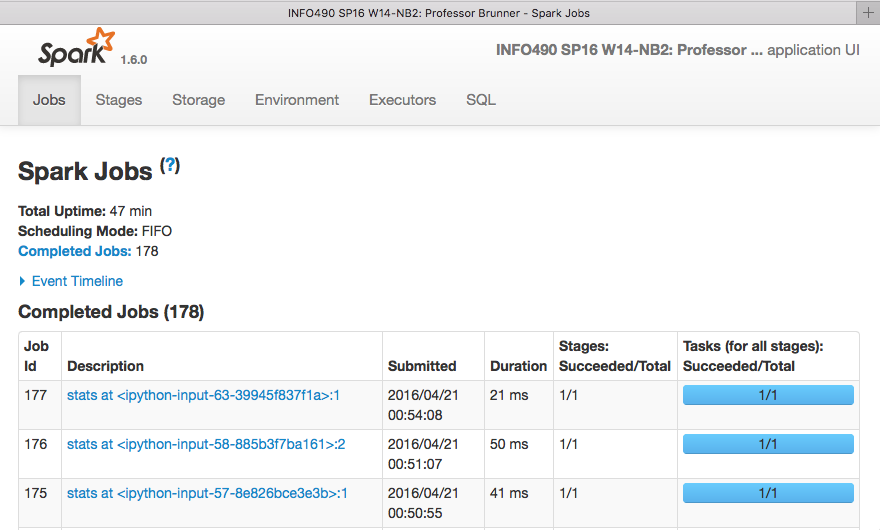 INFO490 SP16 W14-NB2: Professor Brunner - Spark Jobs
Spark 1.6.0
INFO490 SP16 W14-NB2: Professor ... application UI
Jobs Stages Storage Environment Executors SQL
Spark Jobs (?)
Total Uptime: 47 min
Scheduling Mode: FIFO
Completed Jobs: 178
Event Timeline
Completed Jobs (178)
Job Id Description Submitted Duration Stages: Succeeded/Total Tasks (for all stages): Succeeded/Total
177 stats at <ipython-input-63-39945f837f1a>:1 2016/04/21 00:54:08 21 ms 1/1 1/1
176 stats at <ipython-input-58-885b3f7ba161>:2 2016/04/21 00:51:07 50 ms 1/1 1/1
175 stats at <ipython-input-57-8e826bce3e3b>:1 2016/04/21 00:50:55 41 ms 1/1 1/1